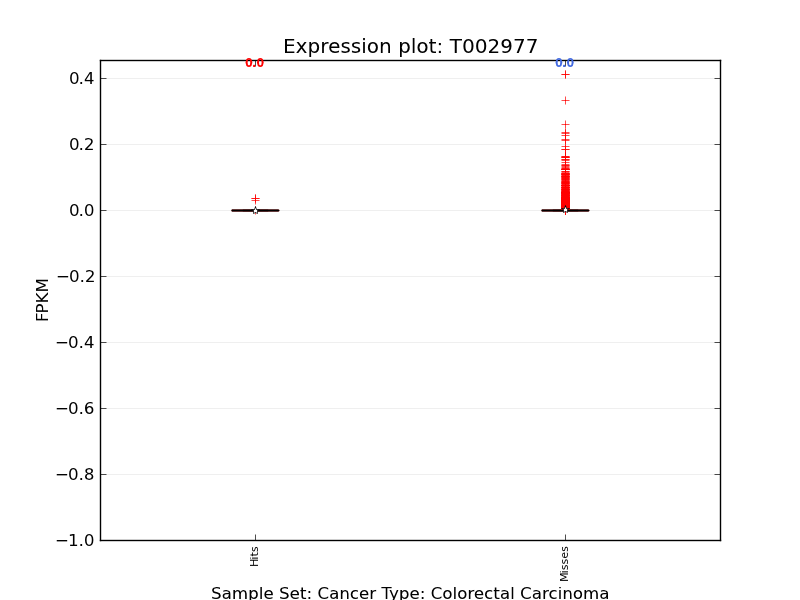 Expression plot: T002977
0.0
0.0
0.4
0.2
0.0
−0.2
−0.4
−0.6
−0.8
−1.0
FPKM
Hits
Misses
Sample Set: Cancer Type: Colorectal Carcinoma